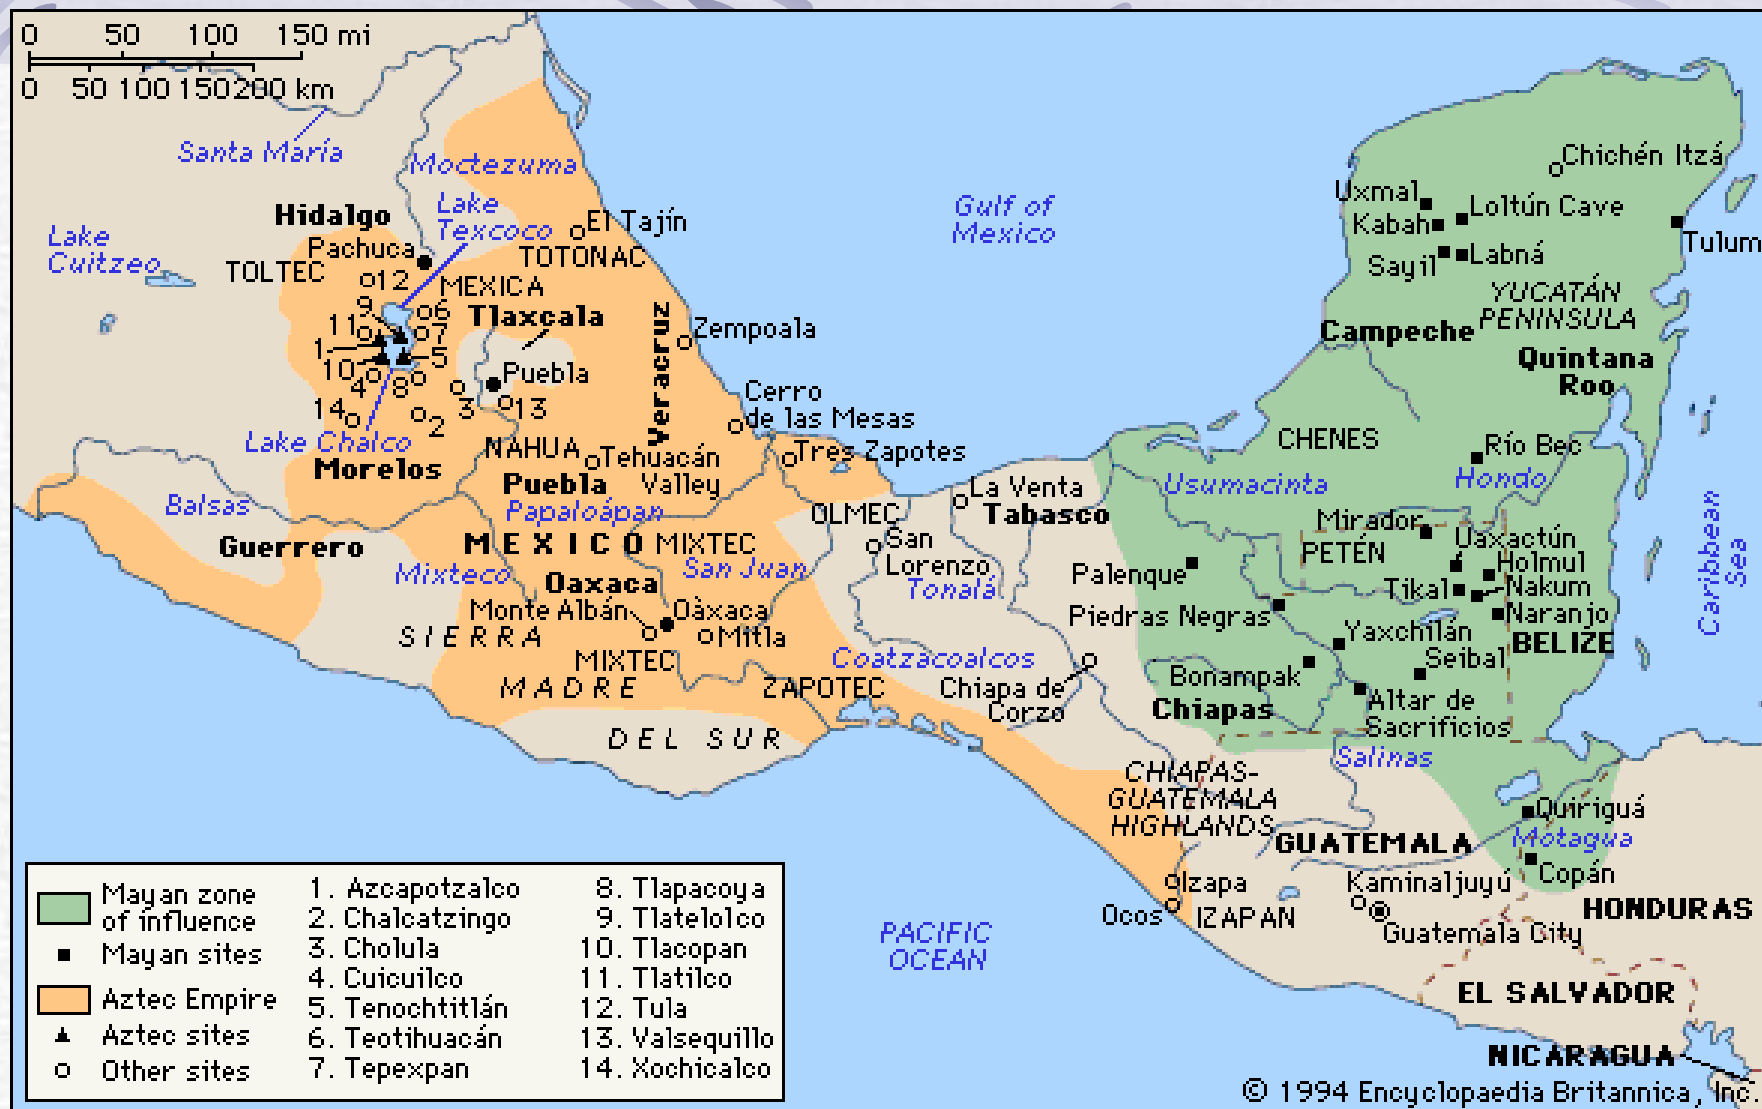 0 50 100 150 mi
0 50 100 150 200 km
Santa María
Moctezuma
Hidalgo
Lake
Texcoco
Lake
Cuitzeo
Pachuca
TOLTEC
12
El Tajín
TOTONAC
MEXICA
9
6
Tlaxcala
11
7
1
5
10
4
8
Puebla
3
13
14
2
Zempoala
Veracruz
Cerro
de las Mesas
Lake Chalco
NAHUA
Tehuacán
Valley
Tres Zapotes
Morelos
Puebla
Balsas
Papaloápan
Guerrero
MEXICO
MIXTEC
Mixteco
San Juan
Oaxaca
Monte Albán
Oàxaca
Mitla
SIERRA
MIXTEC
MADRE
ZAPOTEC
DEL SUR
Gulf of
Mexico
OLMEC
La Venta
Tabasco
San
Lorenzo
Tonalá
Coatzacoalcos
Chiapa de
Corzo
Chichén Itzá
Uxmal
Loltún Cave
Kabah
Tulum
Sayil
Labná
YUCATÁN
PENINSULA
Campeche
Quintana
Roo
CHENES
Río Bec
Usumacinta
Hondo
Mirador
Uaxactún
PETÉN
Holmul
Palenque
Tikal
Nakum
Piedras Negras
Naranjo
Yaxchilán
BELIZE
Seibal
Bonampak
Chiapas
Altar de
Sacrificios
Salinas
Caribbean
Sea
CHIAPAS-
GUATEMALA
HIGHLANDS
GUATEMALA
Quiriguá
Motagua
Copán
Izapa
Kaminaljuyú
Ocos
IZAPAN
Guatemala City
HONDURAS
PACIFIC
OCEAN
EL SALVADOR
NICARAGUA
Mayan zone
of influence
Mayan sites
Aztec Empire
Aztec sites
Other sites
1. Azcapotzalco
2. Chalcatzingo
3. Cholula
4. Cuicuilco
5. Tenochtitlán
6. Teotihuacán
7. Tepexpan
8. Tlapacoya
9. Tlatelolco
10. Tlacopan
11. Tlatilco
12. Tula
13. Valsequillo
14. Xochicalco
© 1994 Encyclopaedia Britannica, Inc.